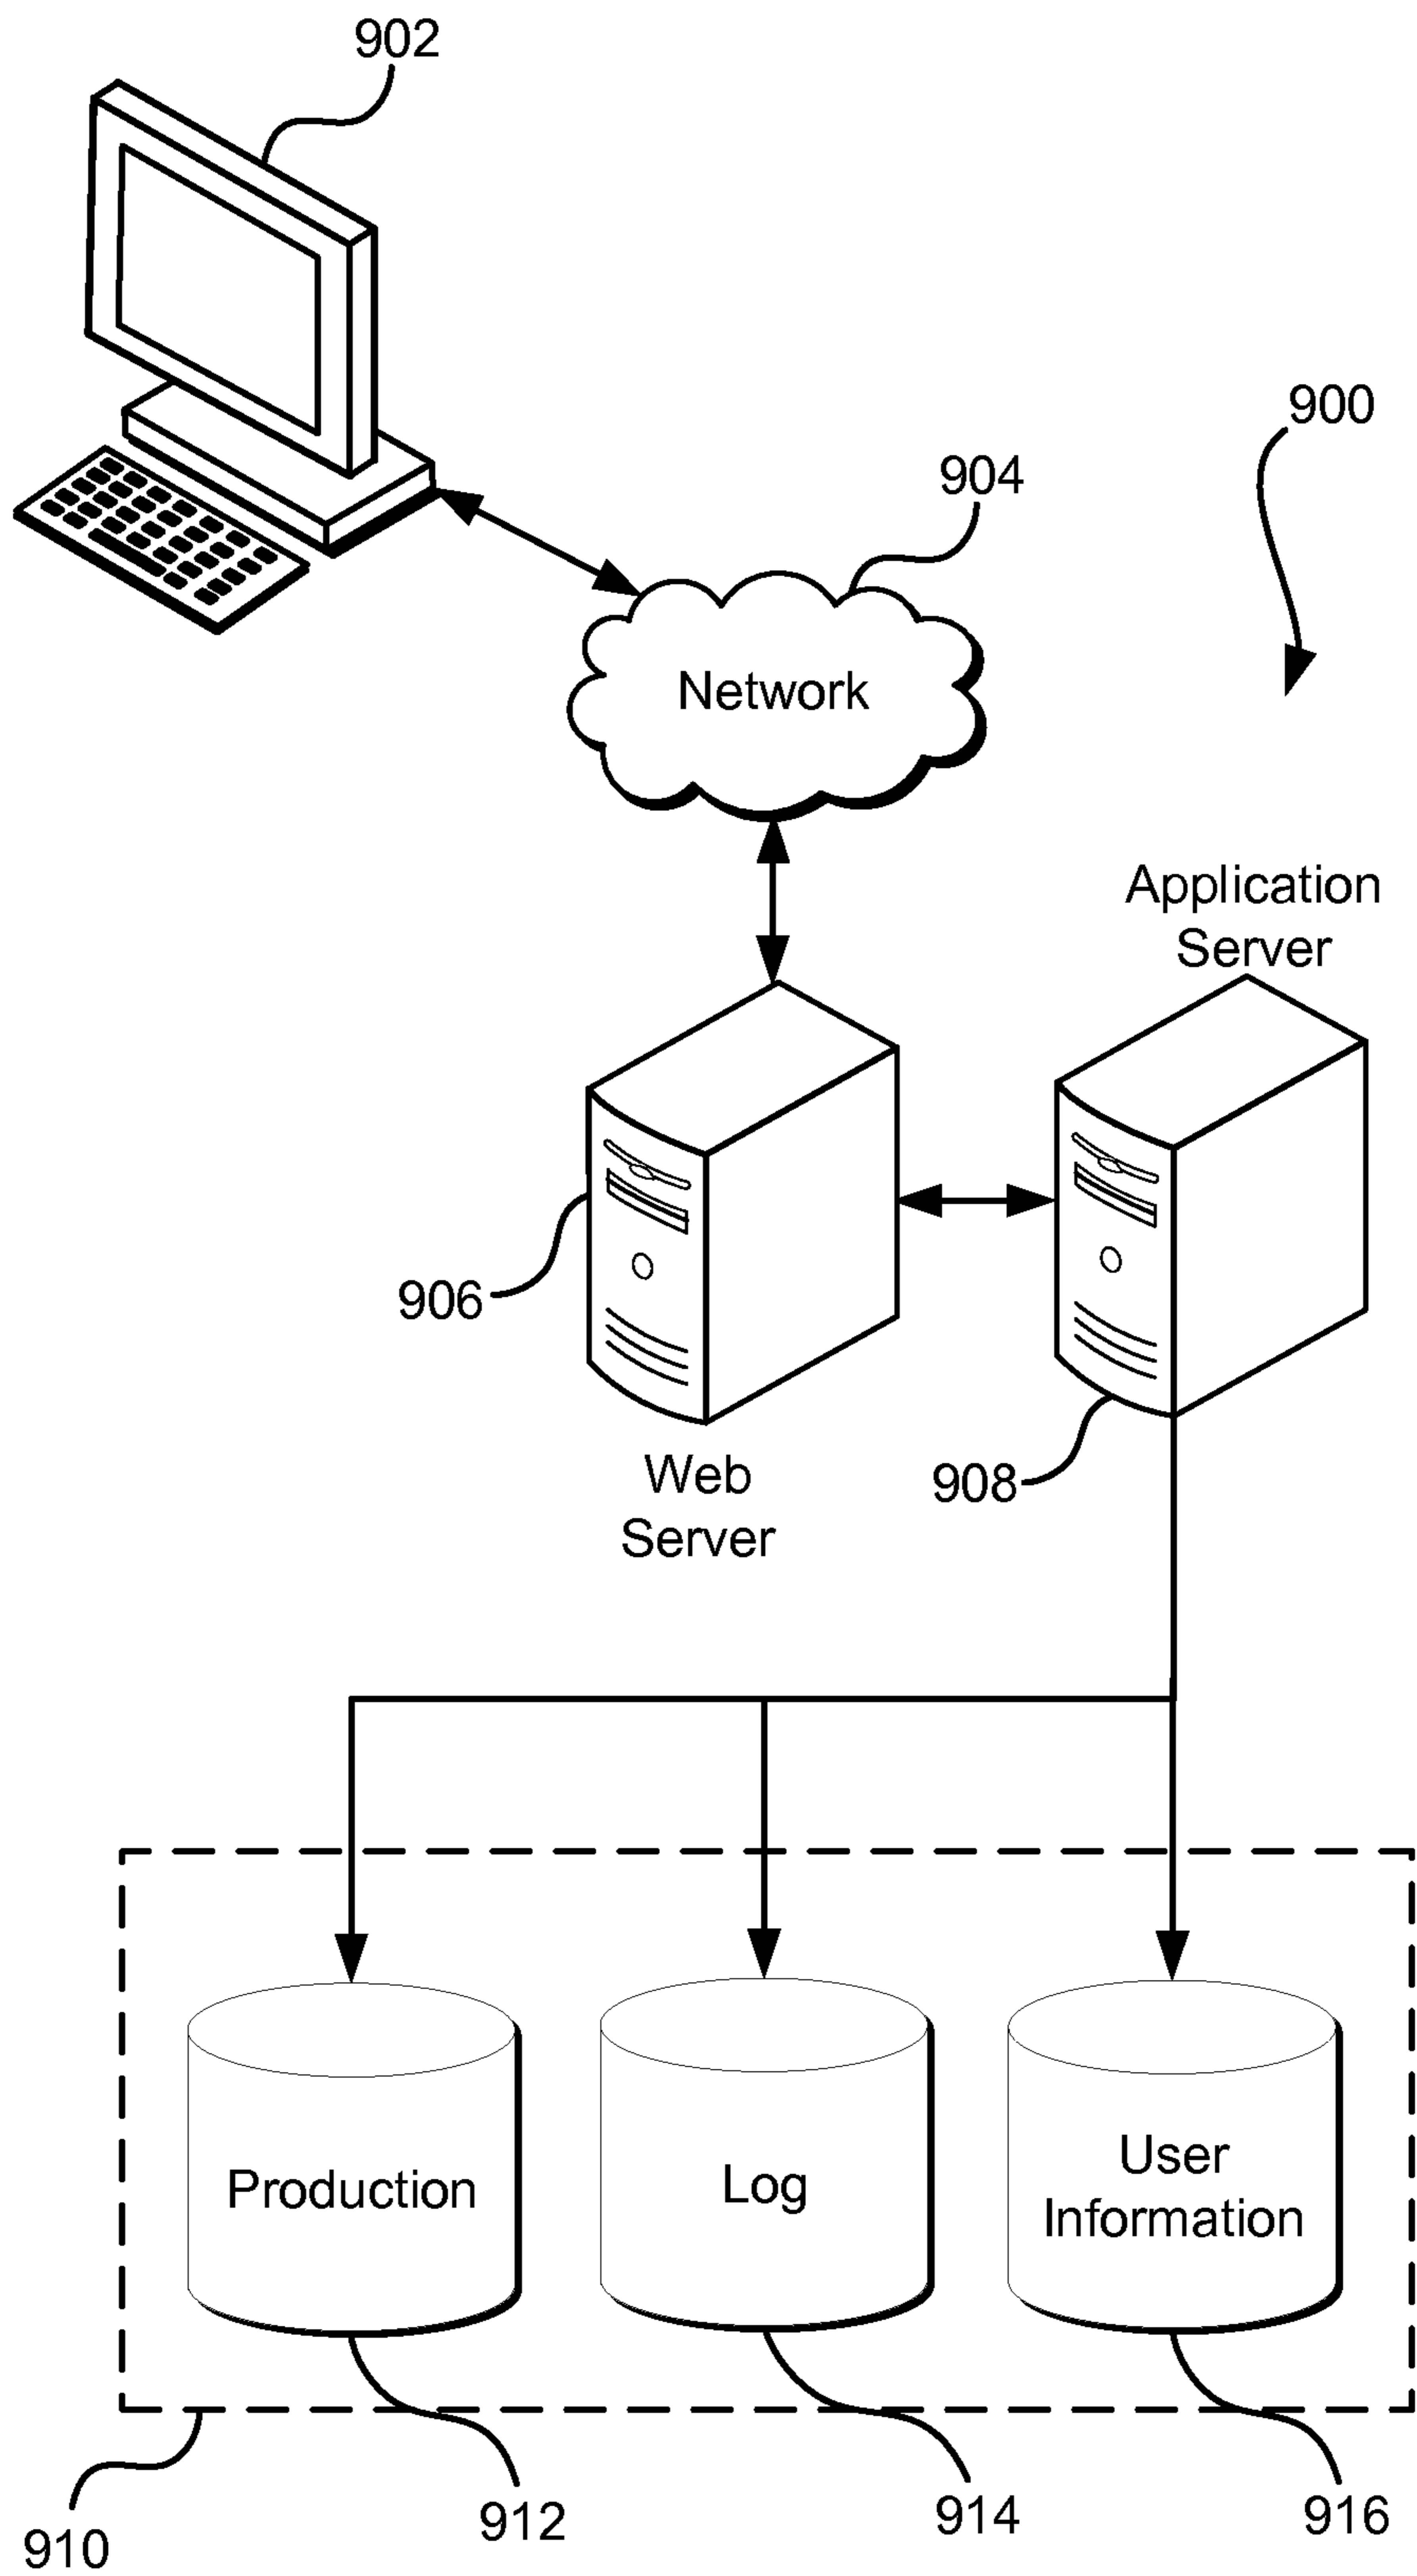 902
900
904
Network
Application
Server
906
Web
Server
908
Production
Log
User
Information
910
912
914
916